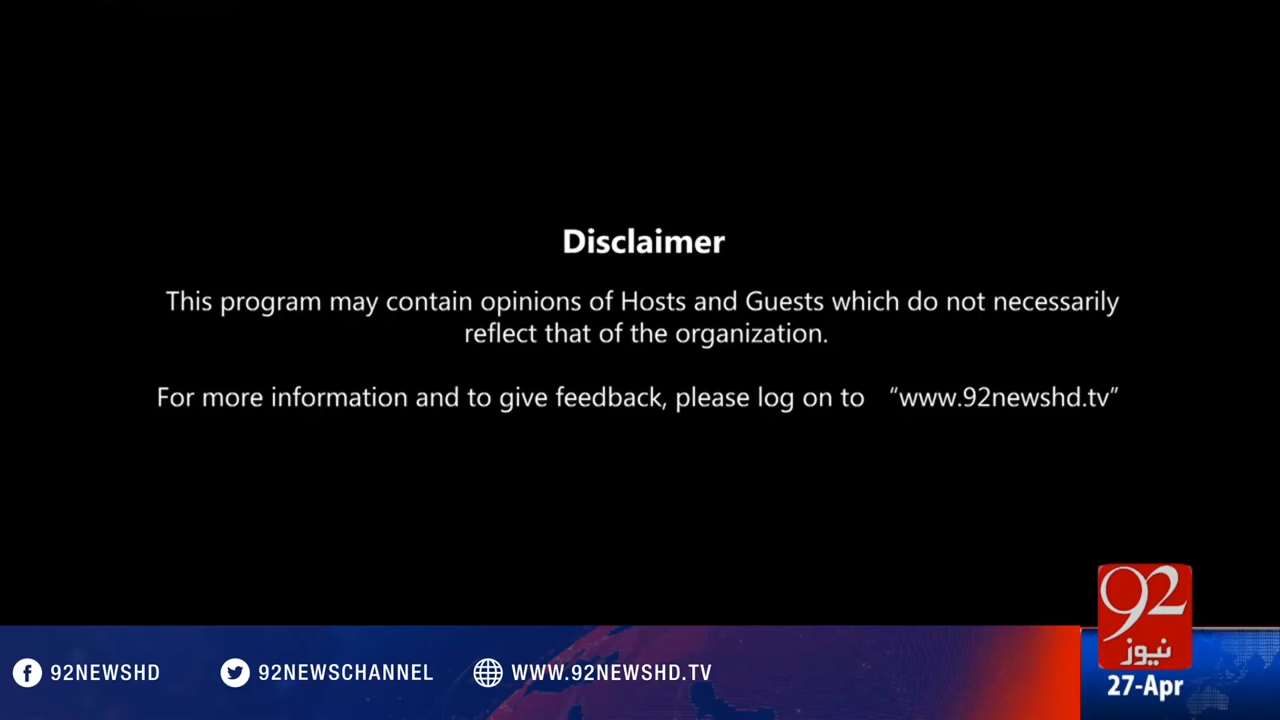 Disclaimer
This program may contain opinions of Hosts and Guests which do not necessarily
reflect that of the organization.
For more information and to give feedback, please log on to “www.92newshd.tv”
92
نیوز
92NEWSHD
92NEWSCHANNEL
WWW.92NEWSHD.TV
27-Apr